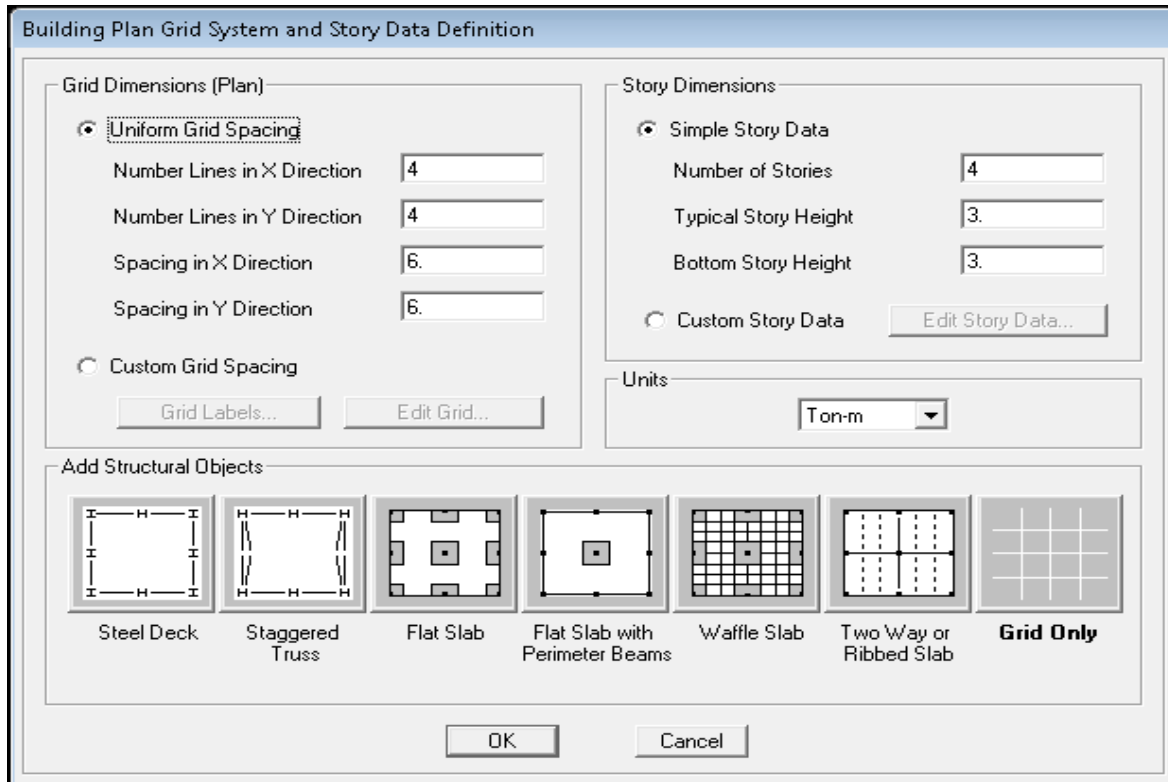 Building Plan Grid System and Story Data Definition
Grid Dimensions (Plan)
Uniform Grid Spacing
Number Lines in X Direction 4
Number Lines in Y Direction 4
Spacing in X Direction 6.
Spacing in Y Direction 6.
Custom Grid Spacing
Grid Labels... Edit Grid...
Story Dimensions
Simple Story Data
Number of Stories 4
Typical Story Height 3.
Bottom Story Height 3.
Custom Story Data Edit Story Data...
Units
Ton-m
Add Structural Objects
Steel Deck
Staggered
Truss
Flat Slab
Flat Slab with
Perimeter Beams
Waffle Slab
Two Way or
Ribbed Slab
Grid Only
OK Cancel